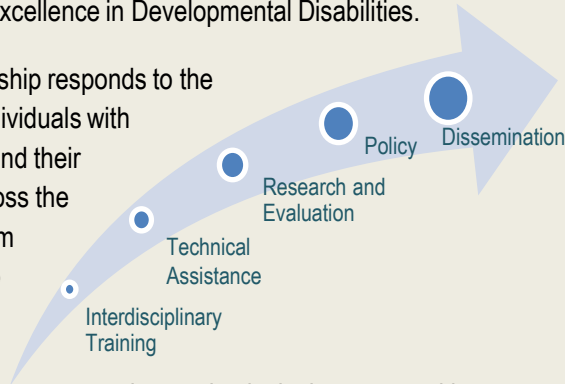 xcellence in Developmental Disabilities.
ship responds to the
ividuals with
nd their
oss the
m
Policy
Dissemination
Research and
Evaluation
Technical
Assistance
Interdisciplinary
Training